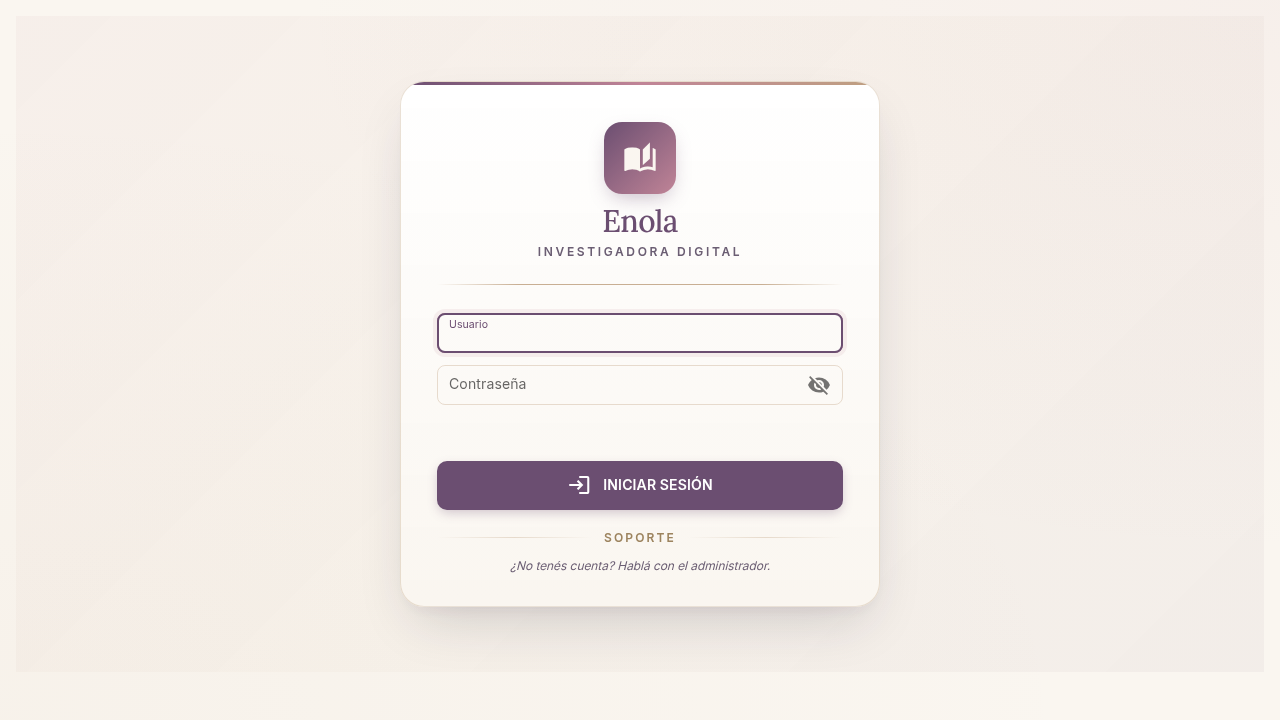 Enola
INVESTIGADORA DIGITAL
Usuario
Contraseña
INICIAR SESIÓN
SOPORTE
¿No tenés cuenta? Hablá con el administrador.